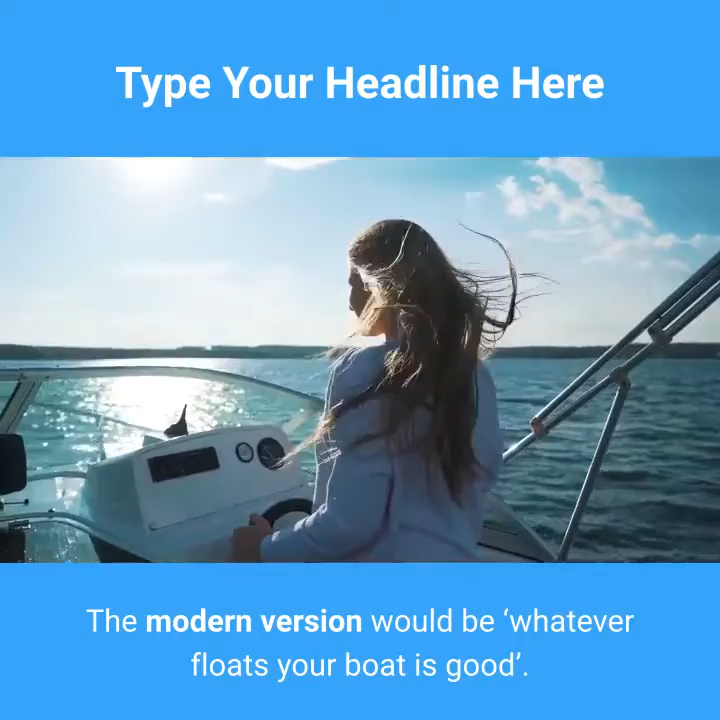 Type Your Headline Here
The modern version would be ‘whatever
floats your boat is good’.